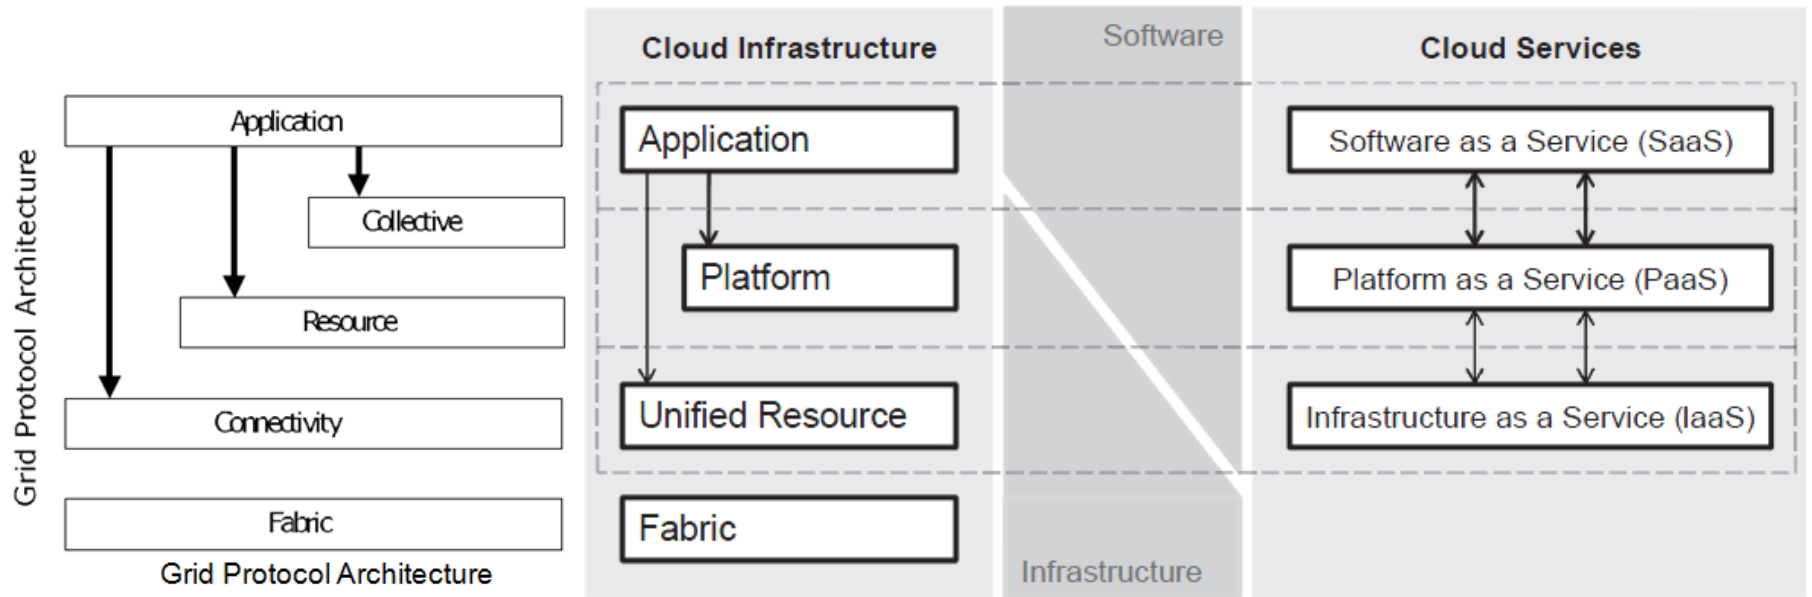 Grid Protocol Architecture
Application
Collective
Resource
Connectivity
Fabric
Grid Protocol Architecture
Cloud Infrastructure
Application
Platform
Unified Resource
Fabric
Software
Infrastructure
Cloud Services
Software as a Service (SaaS)
Platform as a Service (PaaS)
Infrastructure as a Service (IaaS)